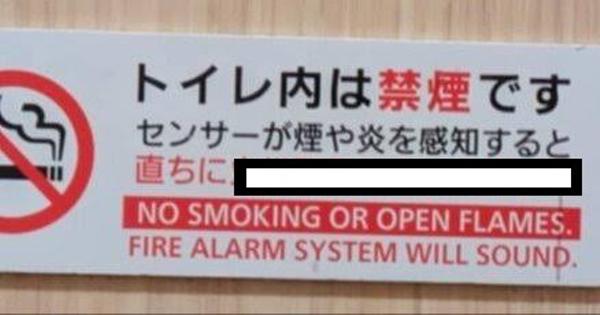 トイレ内は禁煙です
センサーが煙や炎を感知すると
直ちに
NO SMOKING OR OPEN FLAMES.
FIRE ALARM SYSTEM WILL SOUND.